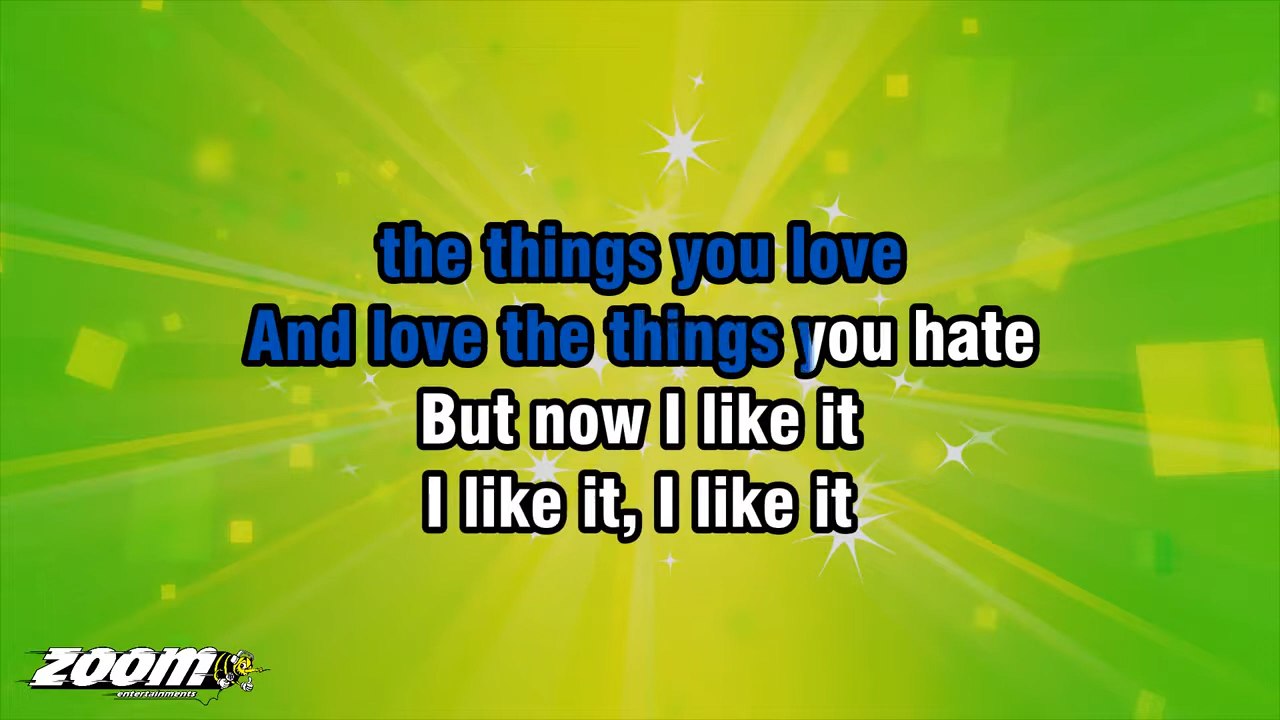 the things you love
And love the things you hate
But now I like it
I like it, I like it
ZOOM
entertainments